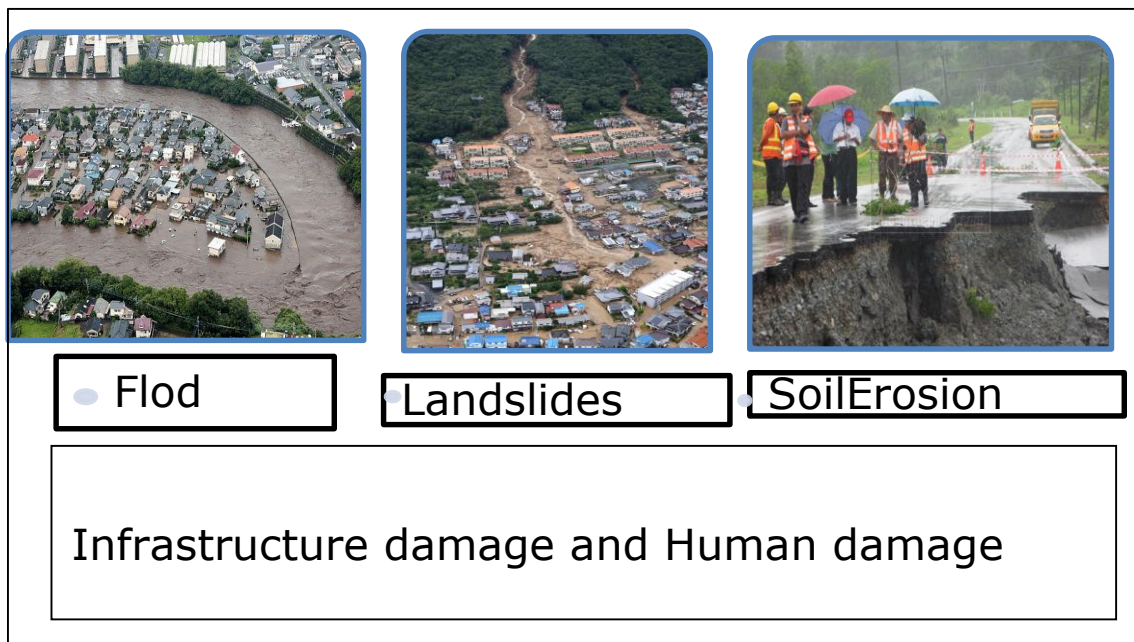 Flod
Landslides
SoilErosion
Infrastructure damage and Human damage